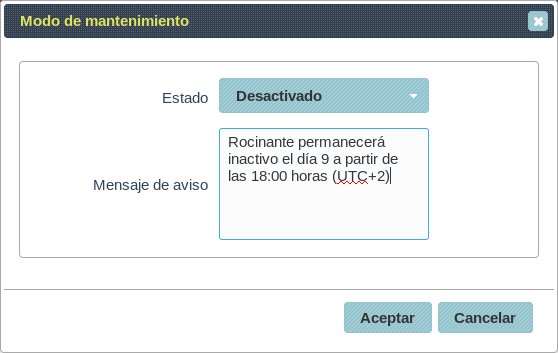 Modo de mantenimiento
Estado
Desactivado
Mensaje de aviso
Rocinante permanecerá
inactivo el día 9 a partir de
las 18:00 horas (UTC+2)
Aceptar
Cancelar